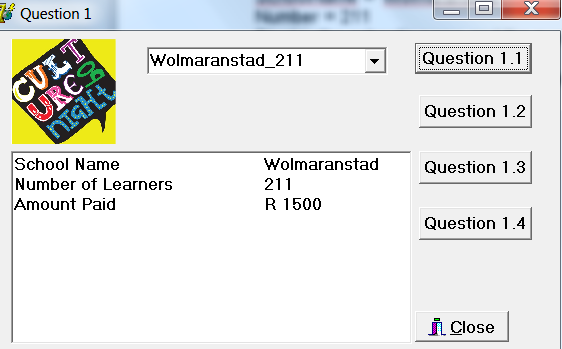 Question 1
Number = 211
CULT
URE@
night
Wolmaranstad_211
Question 1.1
Question 1.2
School Name Wolmaranstad
Number of Learners 211
Amount Paid R 1500
Question 1.3
Question 1.4
Close